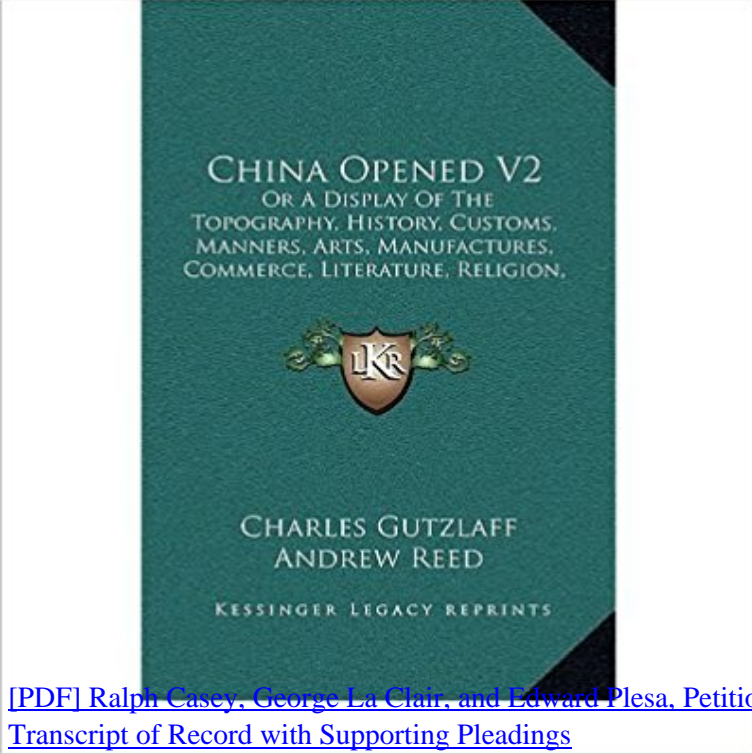 China Opened V2
Or A Display Of The
Topography, History, Customs,
Manners, Arts, Manufactures,
Commerce, Literature, Religion,
LKR
Charles Gutzlaff
Andrew Reed
Kessinger Legacy reprints
[PDF] Ralph Casey, George La Clair, and Edward Plesa,
Transcript of Record with Supporting Pleadings